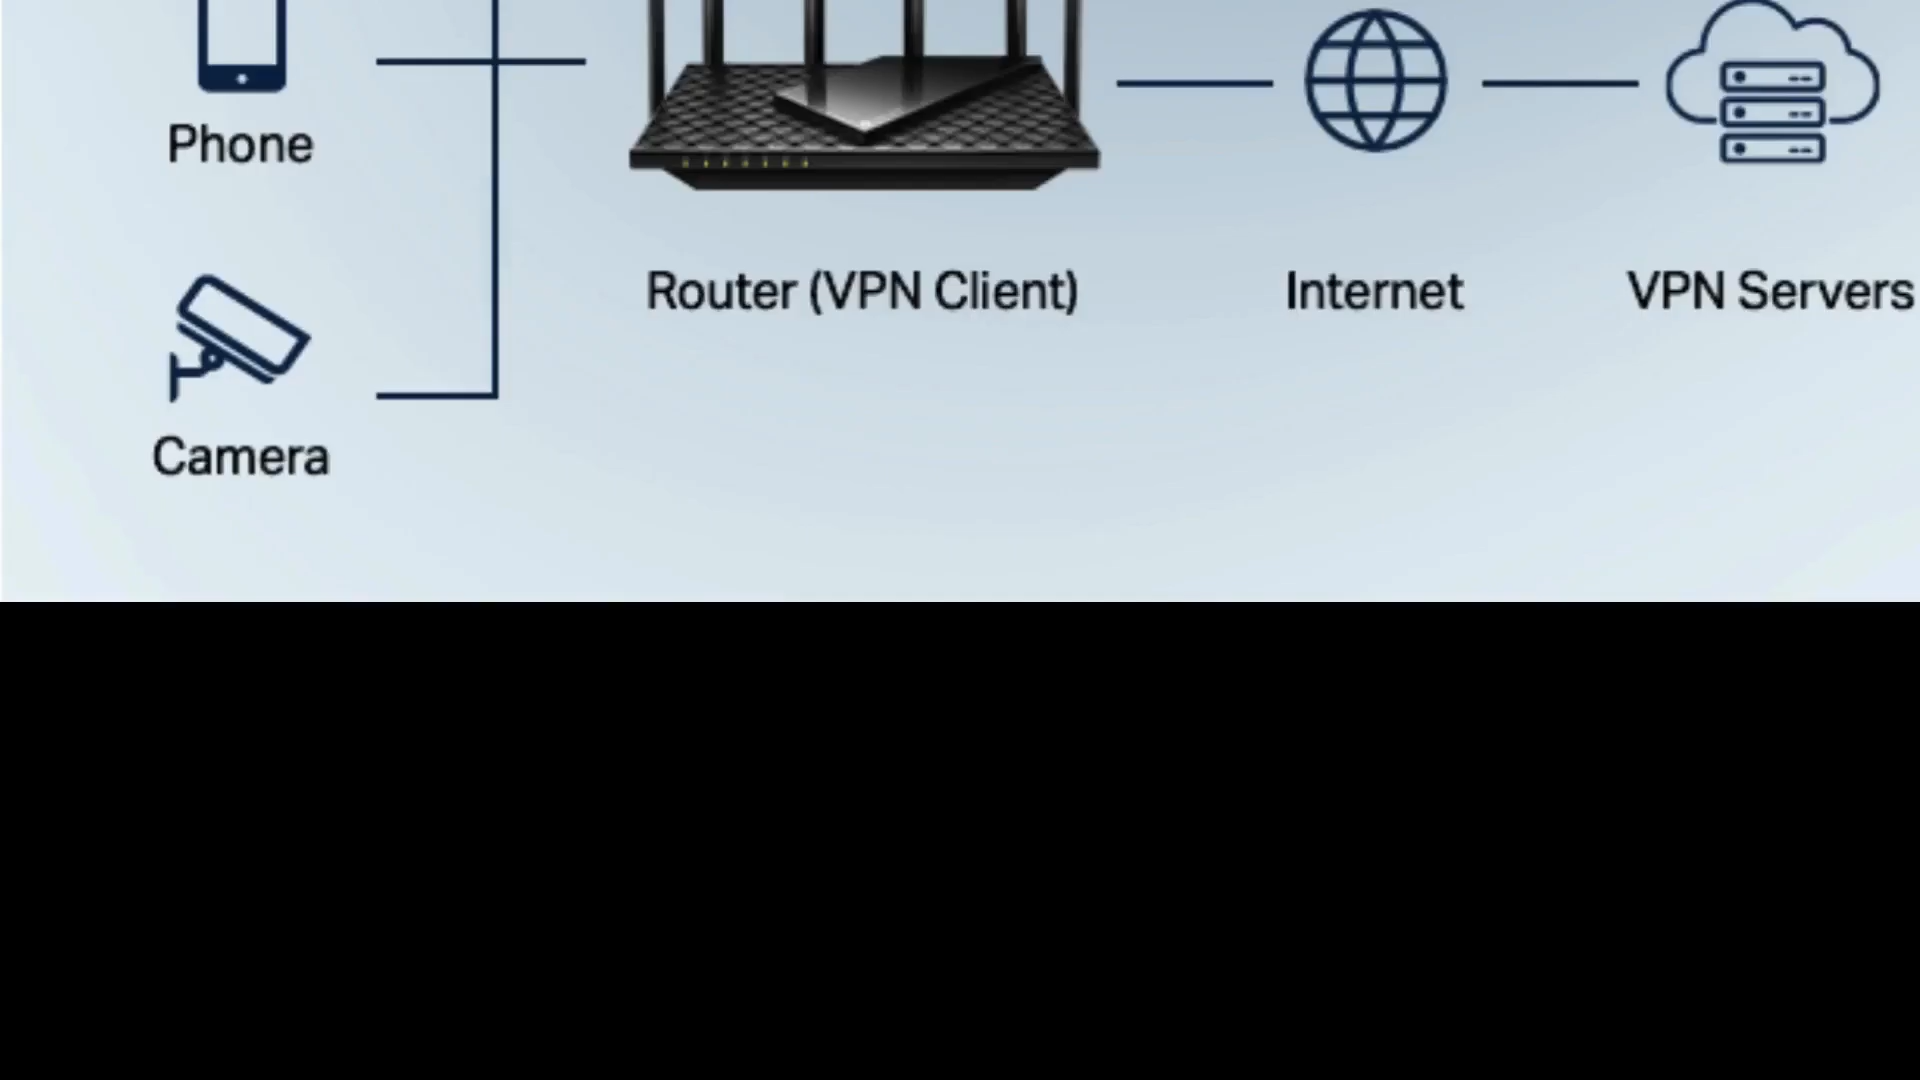 Phone
Router (VPN Client)
Internet
VPN Servers
Camera